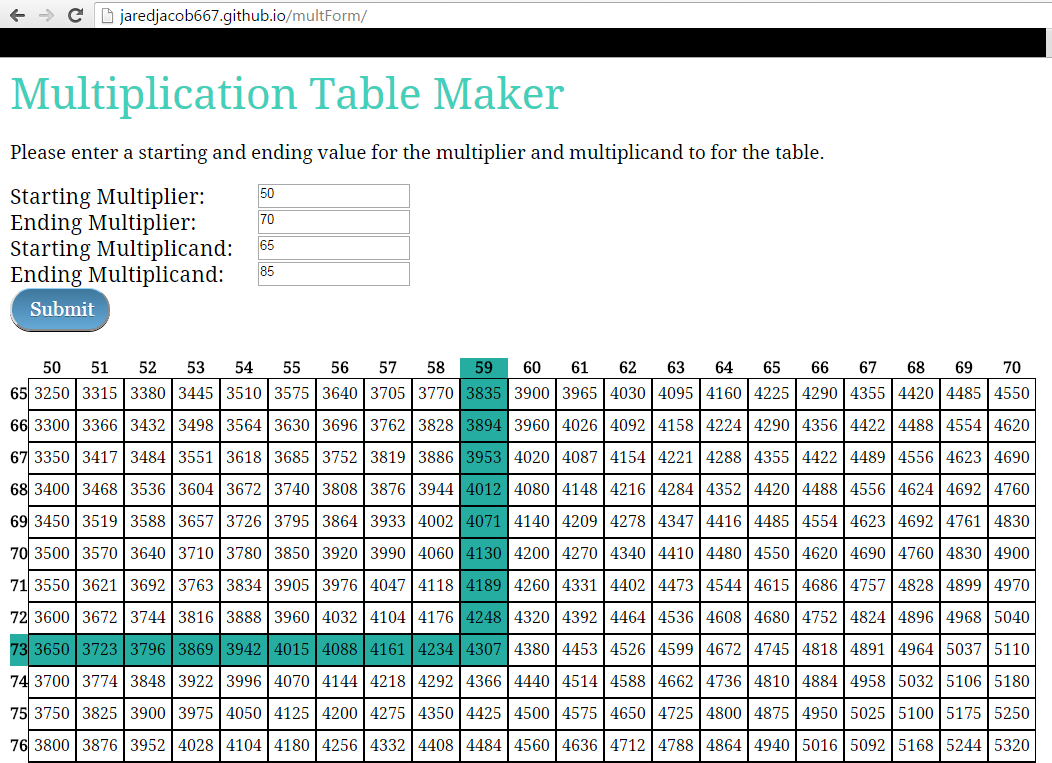 jaredjacob667.github.io/multForm/
Multiplication Table Maker
Please enter a starting and ending value for the multiplier and multiplicand to for the table.
Starting Multiplier: 50
Ending Multiplier: 70
Starting Multiplicand: 65
Ending Multiplicand: 85
Submit
50 51 52 53 54 55 56 57 58 59 60 61 62 63 64 65 66 67 68 69 70
65 3250 3315 3380 3445 3510 3575 3640 3705 3770 3835 3900 3965 4030 4095 4160 4225 4290 4355 4420 4485 4550
66 3300 3366 3432 3498 3564 3630 3696 3762 3828 3894 3960 4026 4092 4158 4224 4290 4356 4422 4488 4554 4620
67 3350 3417 3484 3551 3618 3685 3752 3819 3886 3953 4020 4087 4154 4221 4288 4355 4422 4489 4556 4623 4690
68 3400 3468 3536 3604 3672 3740 3808 3876 3944 4012 4080 4148 4216 4284 4352 4420 4488 4556 4624 4692 4760
69 3450 3519 3588 3657 3726 3795 3864 3933 4002 4071 4140 4209 4278 4347 4416 4485 4554 4623 4692 4761 4830
70 3500 3570 3640 3710 3780 3850 3920 3990 4060 4130 4200 4270 4340 4410 4480 4550 4620 4690 4760 4830 4900
71 3550 3621 3692 3763 3834 3905 3976 4047 4118 4189 4260 4331 4402 4473 4544 4615 4686 4757 4828 4899 4970
72 3600 3672 3744 3816 3888 3960 4032 4104 4176 4248 4320 4392 4464 4536 4608 4680 4752 4824 4896 4968 5040
73 3650 3723 3796 3869 3942 4015 4088 4161 4234 4307 4380 4453 4526 4599 4672 4745 4818 4891 4964 5037 5110
74 3700 3774 3848 3922 3996 4070 4144 4218 4292 4366 4440 4514 4588 4662 4736 4810 4884 4958 5032 5106 5180
75 3750 3825 3900 3975 4050 4125 4200 4275 4350 4425 4500 4575 4650 4725 4800 4875 4950 5025 5100 5175 5250
76 3800 3876 3952 4028 4104 4180 4256 4332 4408 4484 4560 4636 4712 4788 4864 4940 5016 5092 5168 5244 5320